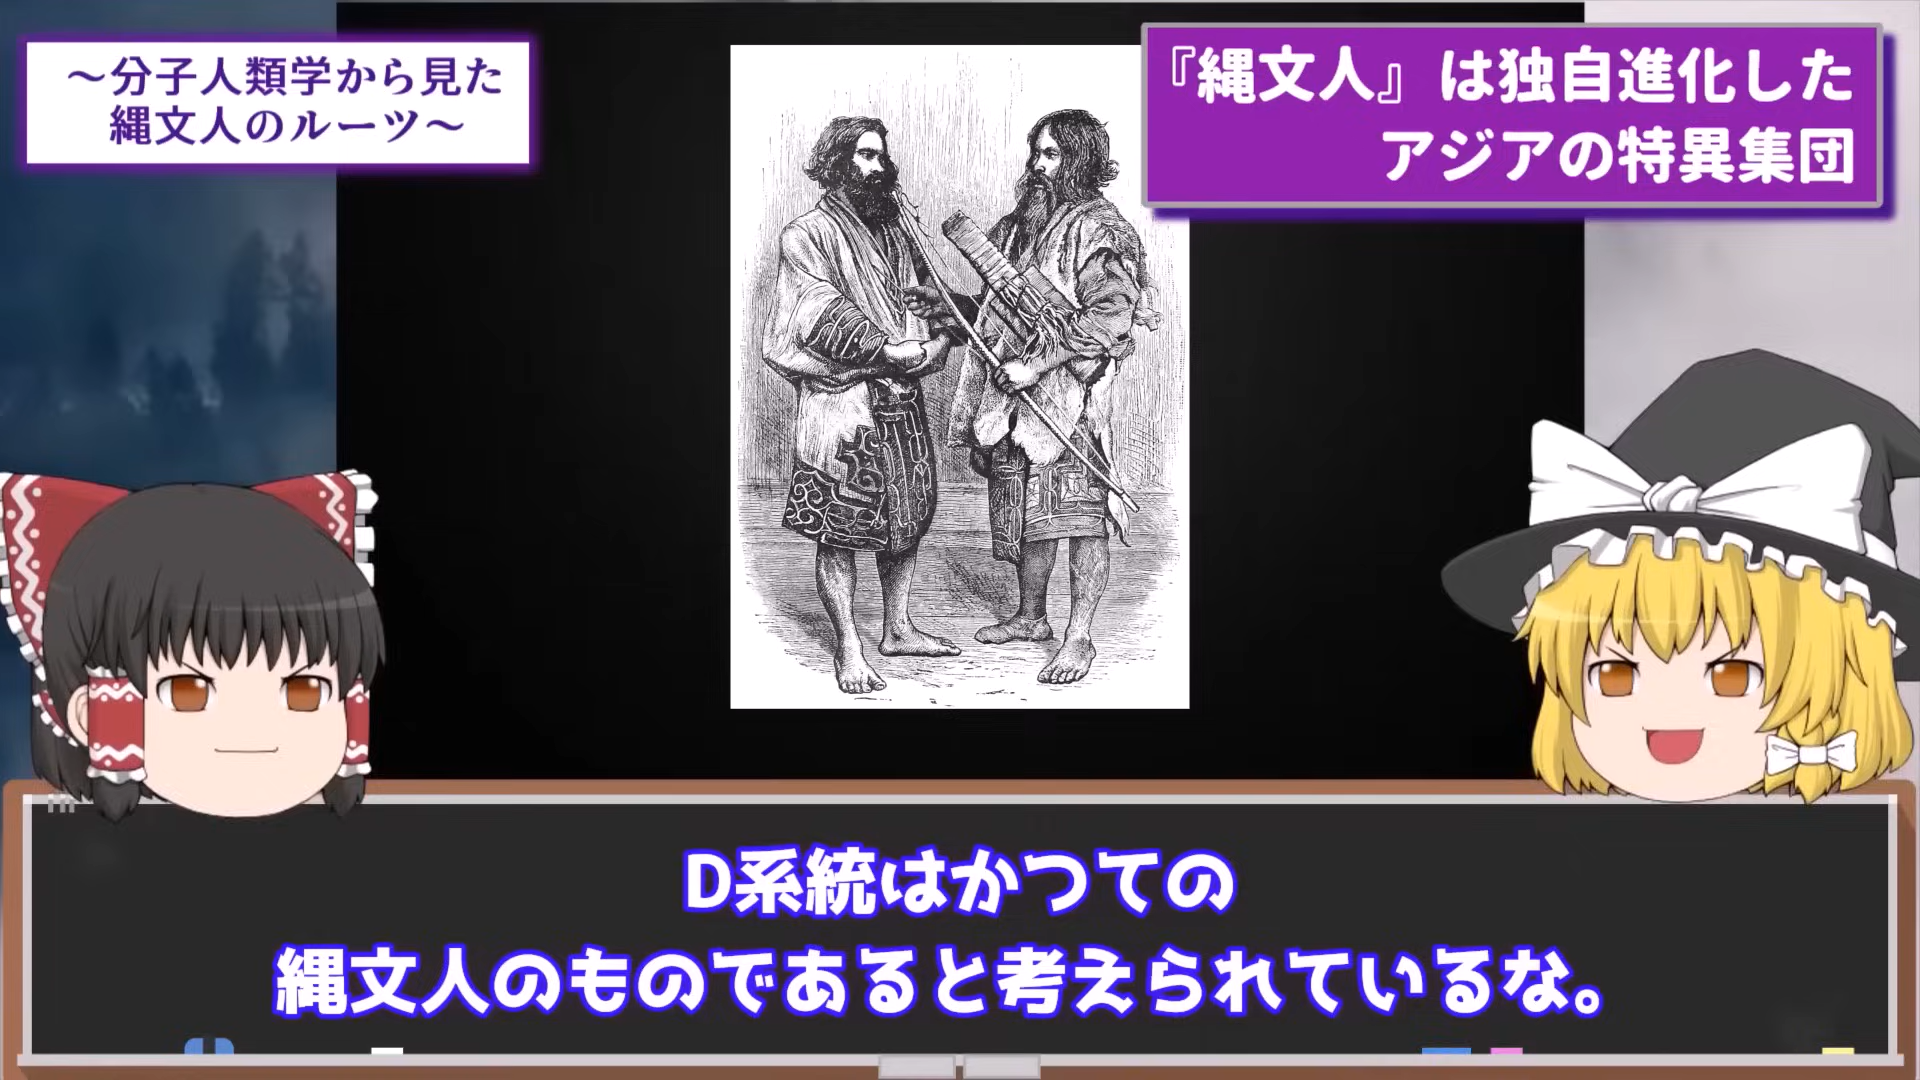 ～分子人類学から見た
縄文人のルーツ～
『縄文人』は独自進化した
アジアの特異集団
D系統はかつての
縄文人のものであると考えられているな。